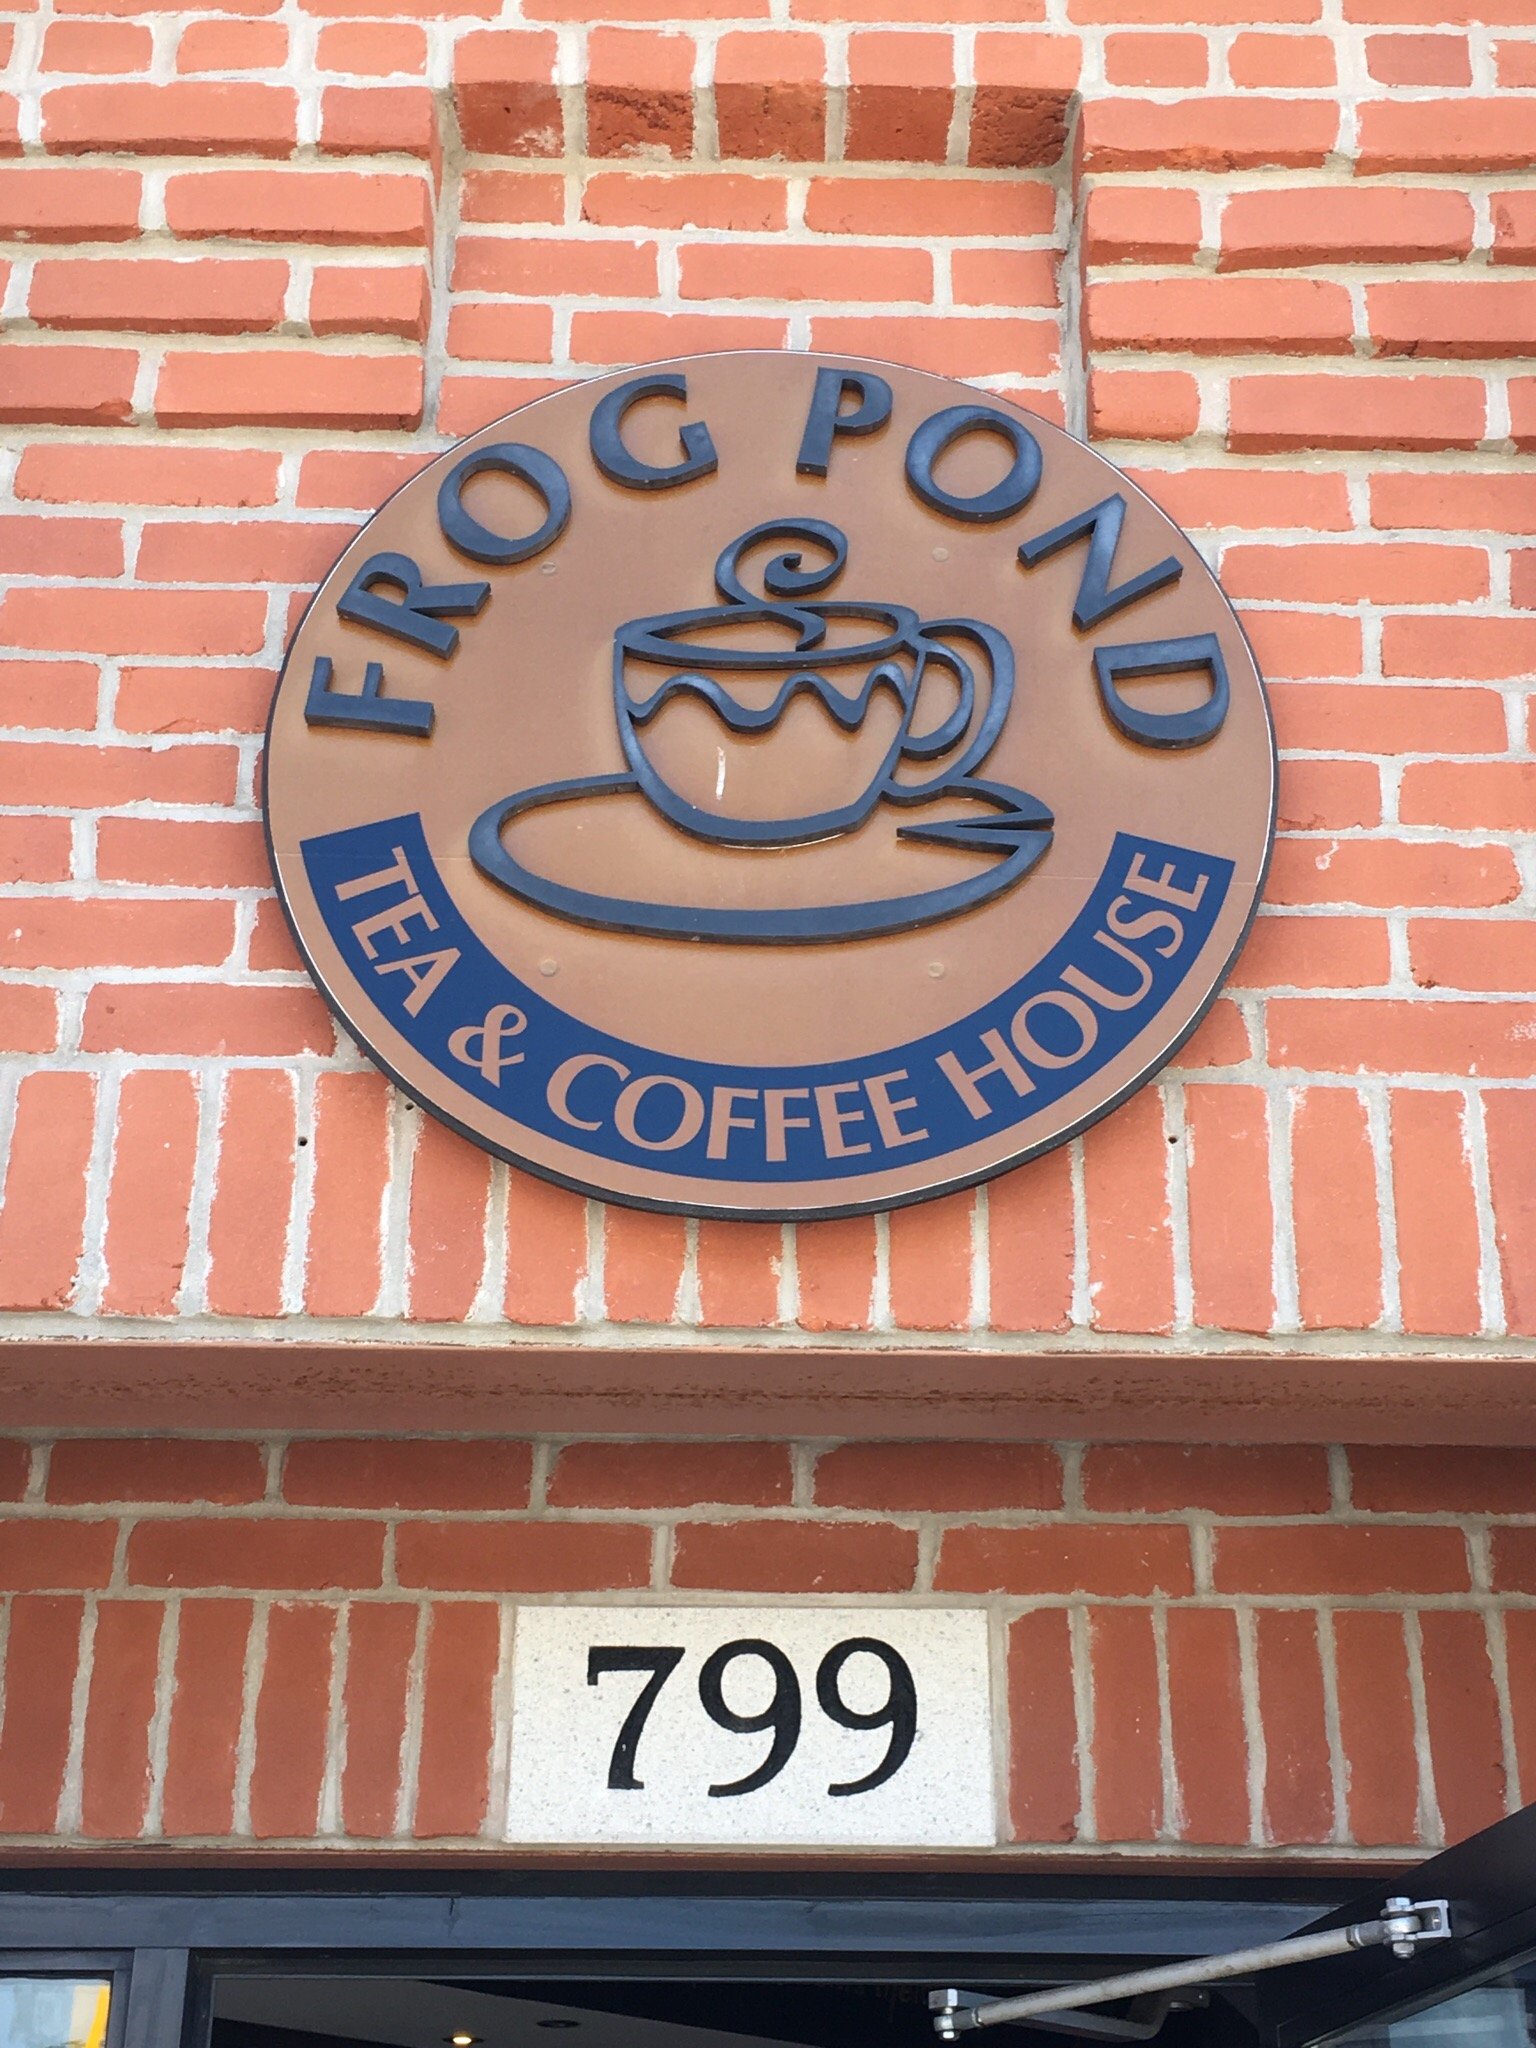 FROG POND
TEA & COFFEE HOUSE
799